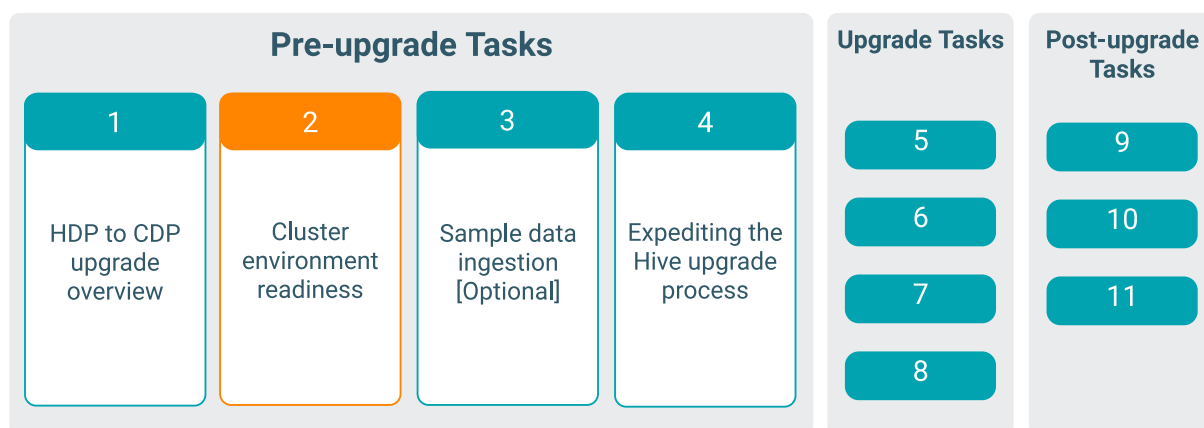 Pre-upgrade Tasks
1
HDP to CDP
upgrade
overview
2
Cluster
environment
readiness
3
Sample data
ingestion
[Optional]
4
Expediting the
Hive upgrade
process
Upgrade Tasks
5
6
7
8
Post-upgrade
Tasks
9
10
11